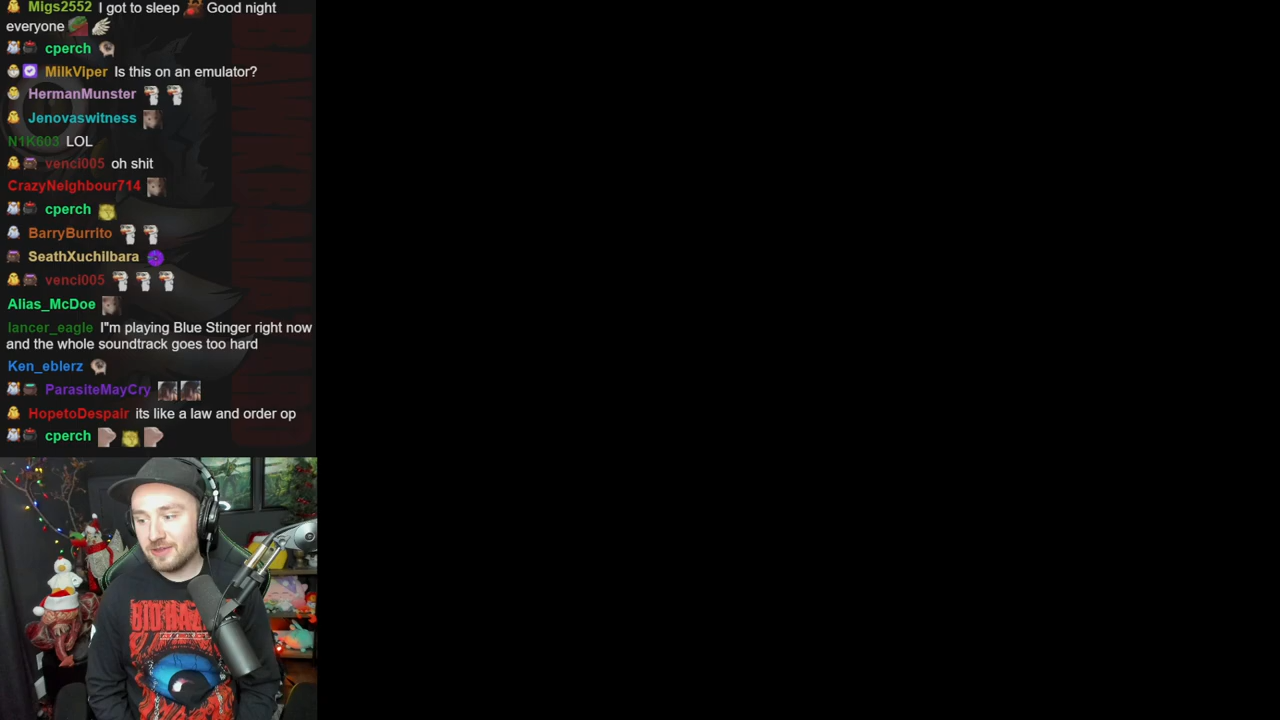 Migs2552 I got to sleep Good night
everyone
cperch
MilkViper Is this on an emulator?
HermanMunster
Jenovaswitness
N1K603 LOL
venci005 oh shit
CrazyNeighbour714
cperch
BarryBurrito
SeathXuchilbara
venci005
Alias_McDoe
lancer_eagle I"m playing Blue Stinger right now
and the whole soundtrack goes too hard
Ken_eblerz
ParasiteMayCry
HopetoDespair its like a law and order op
cperch